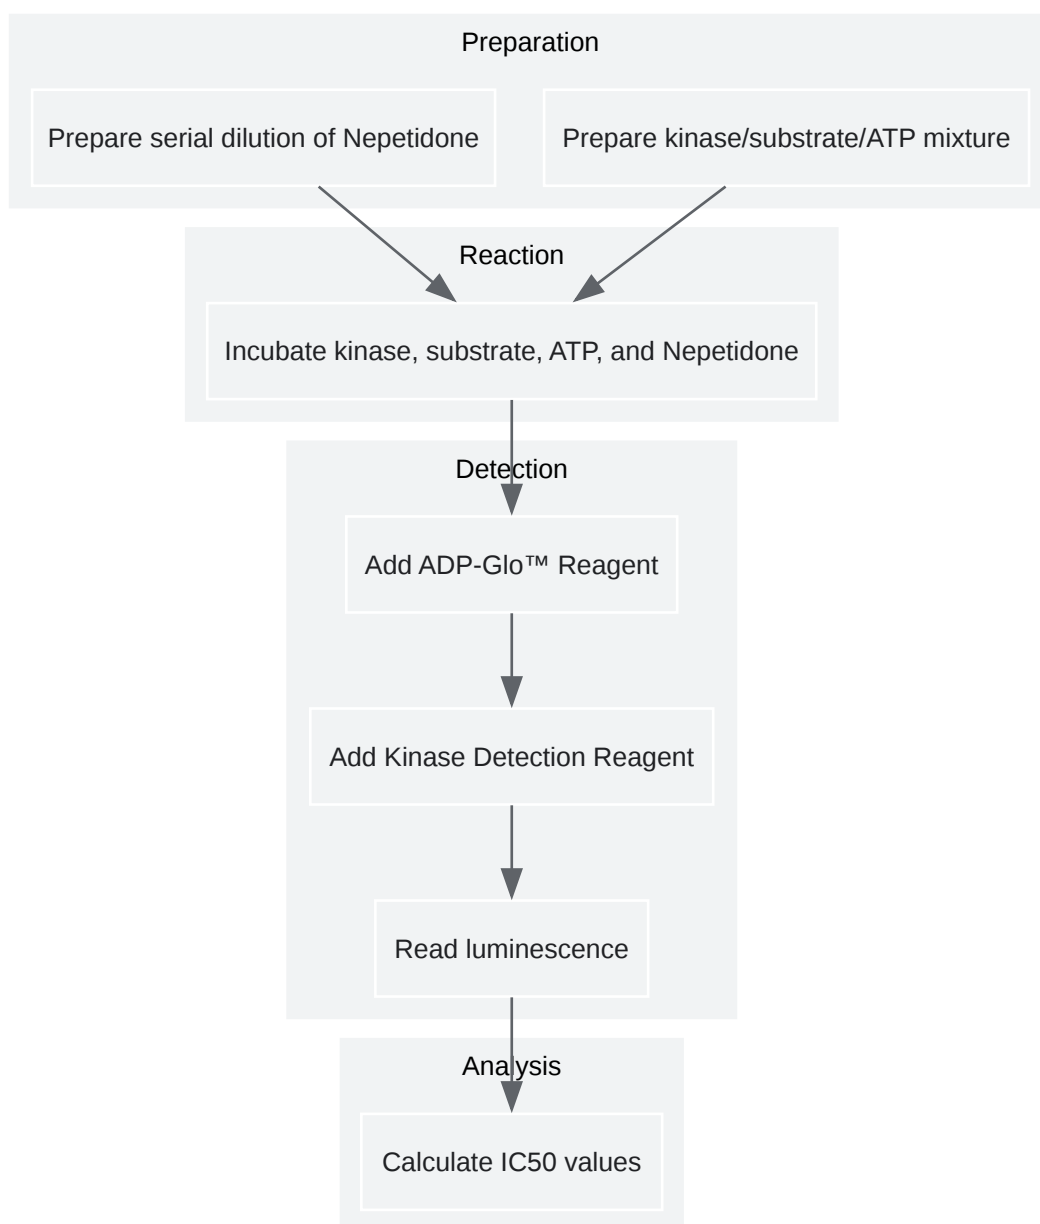 Preparation
Prepare serial dilution of Nepetidone
Prepare kinase/substrate/ATP mixture
Reaction
Incubate kinase, substrate, ATP, and Nepetidone
Detection
Add ADP-Glo™ Reagent
Add Kinase Detection Reagent
Read luminescence
Analysis
Calculate IC50 values